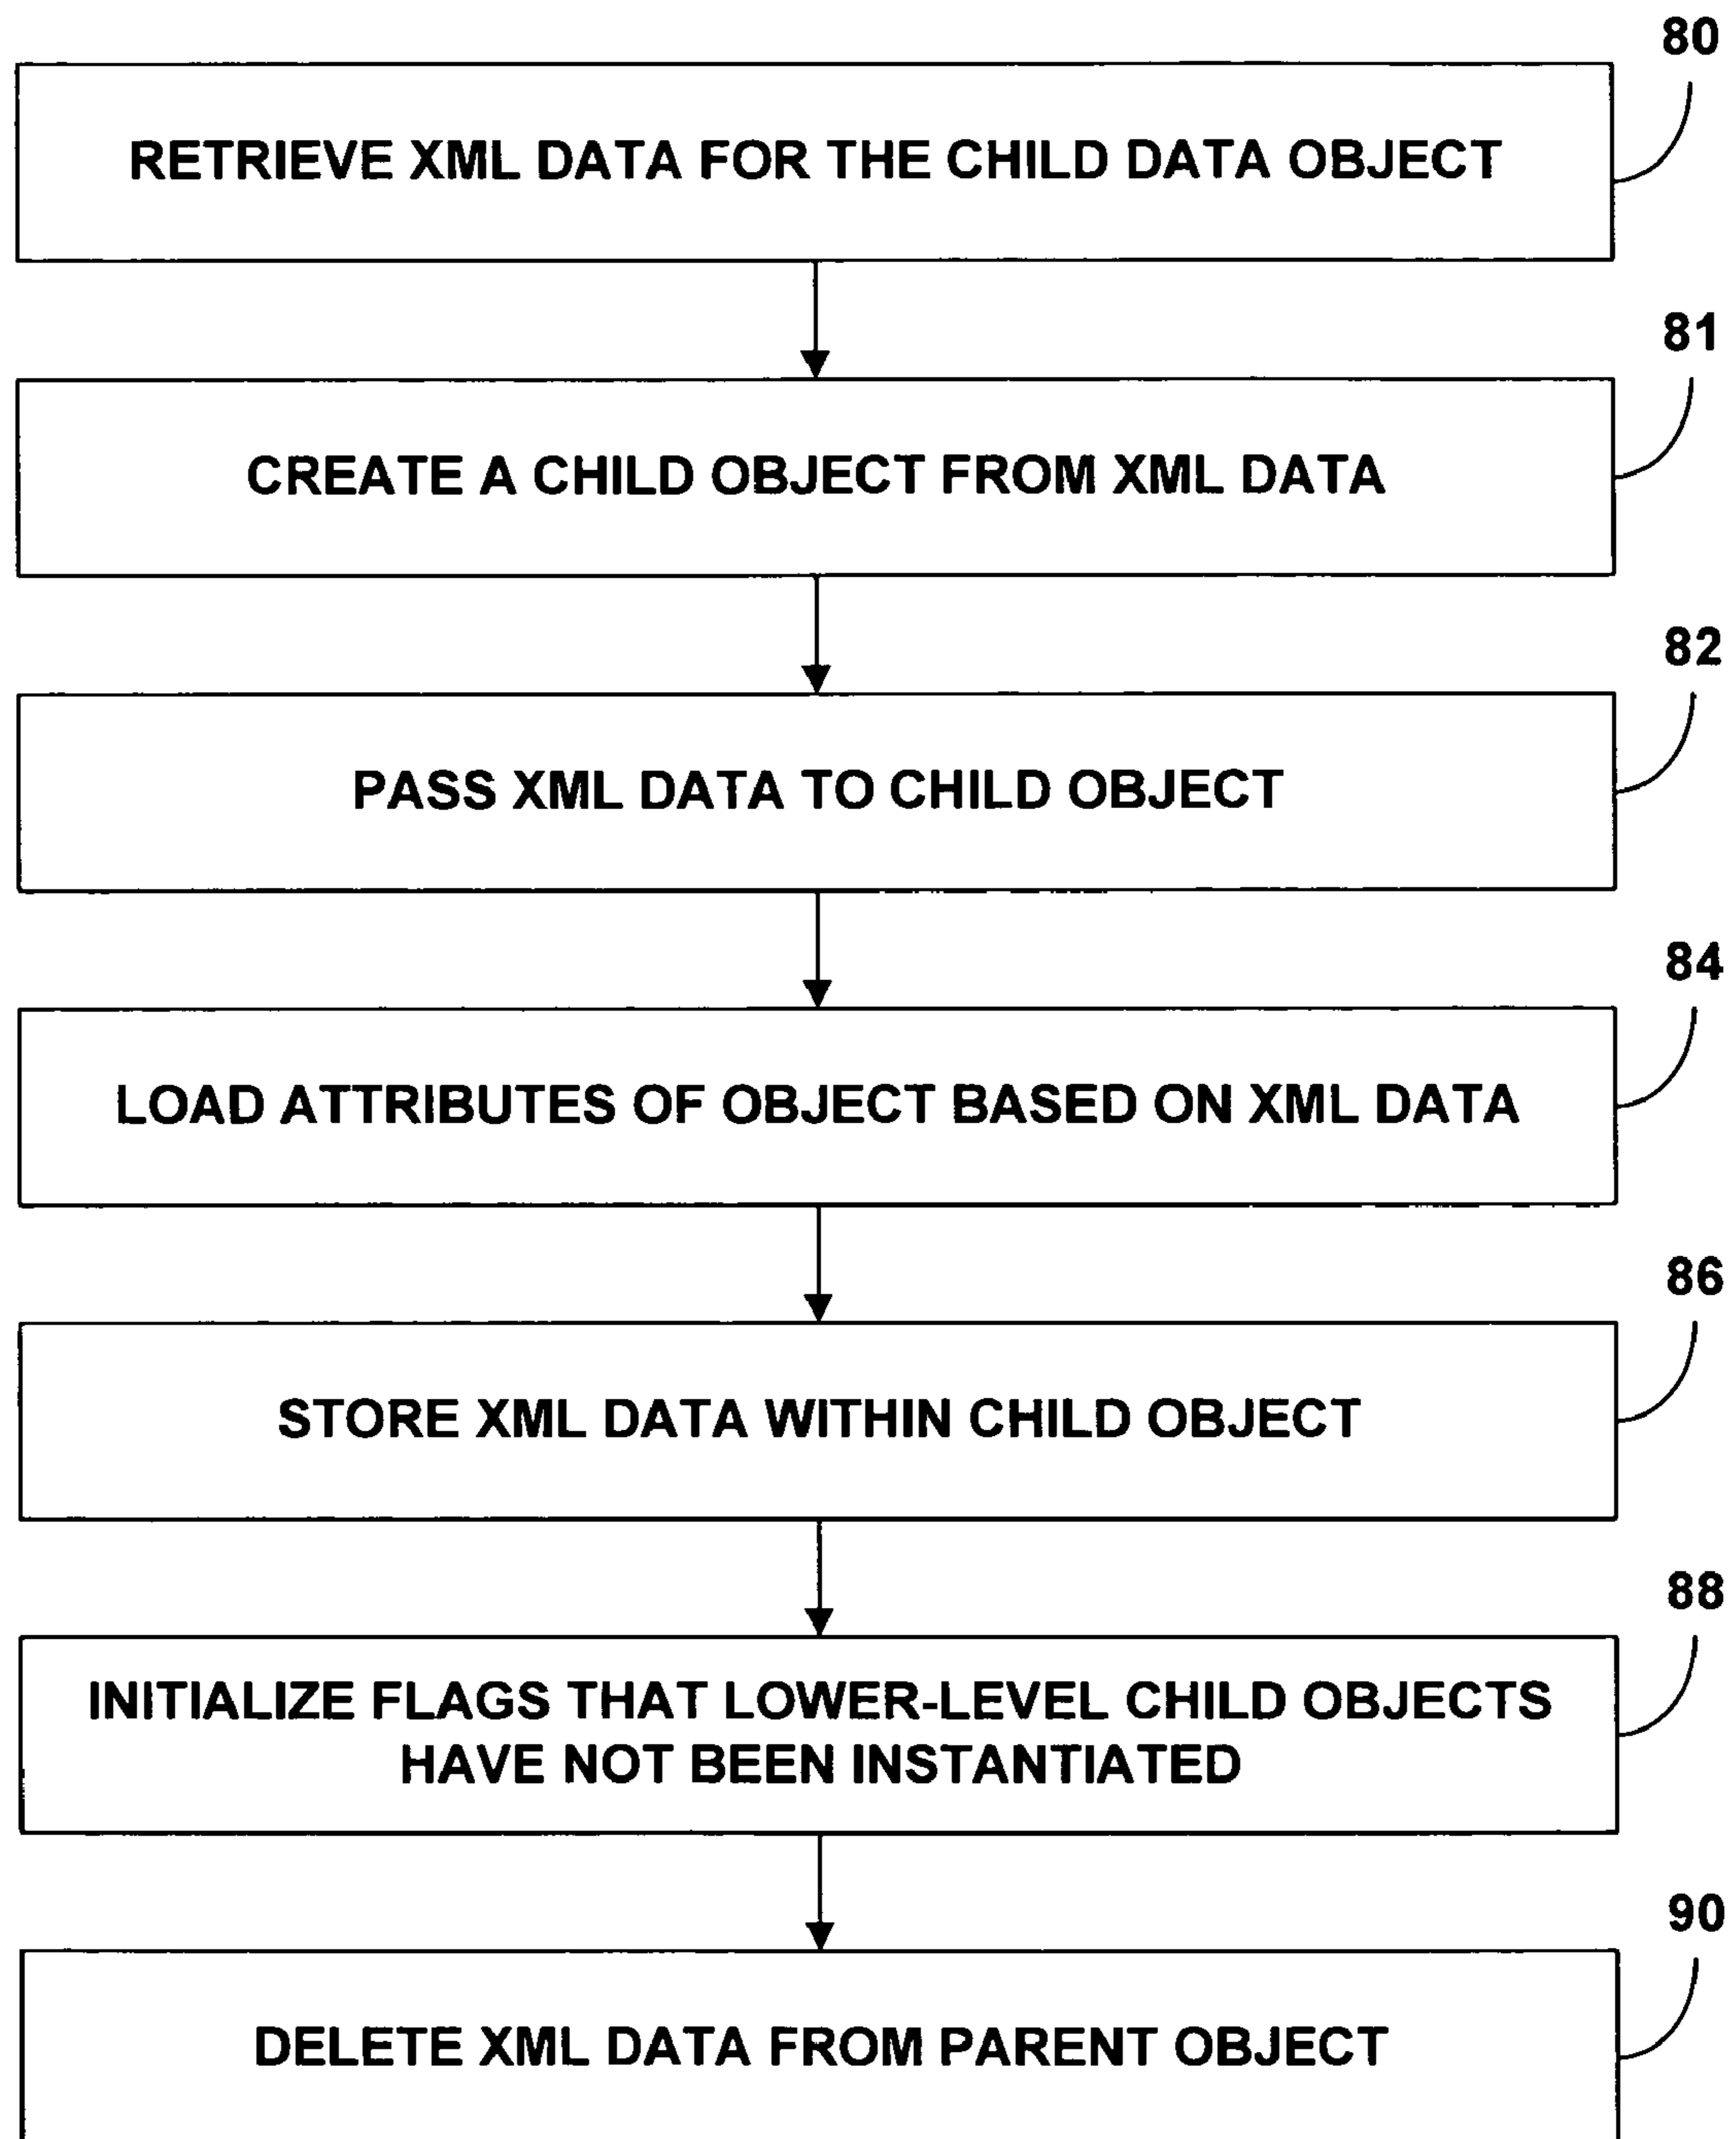 80
RETRIEVE XML DATA FOR THE CHILD DATA OBJECT
81
CREATE A CHILD OBJECT FROM XML DATA
82
PASS XML DATA TO CHILD OBJECT
84
LOAD ATTRIBUTES OF OBJECT BASED ON XML DATA
86
STORE XML DATA WITHIN CHILD OBJECT
88
INITIALIZE FLAGS THAT LOWER-LEVEL CHILD OBJECTS
HAVE NOT BEEN INSTANTIATED
90
DELETE XML DATA FROM PARENT OBJECT